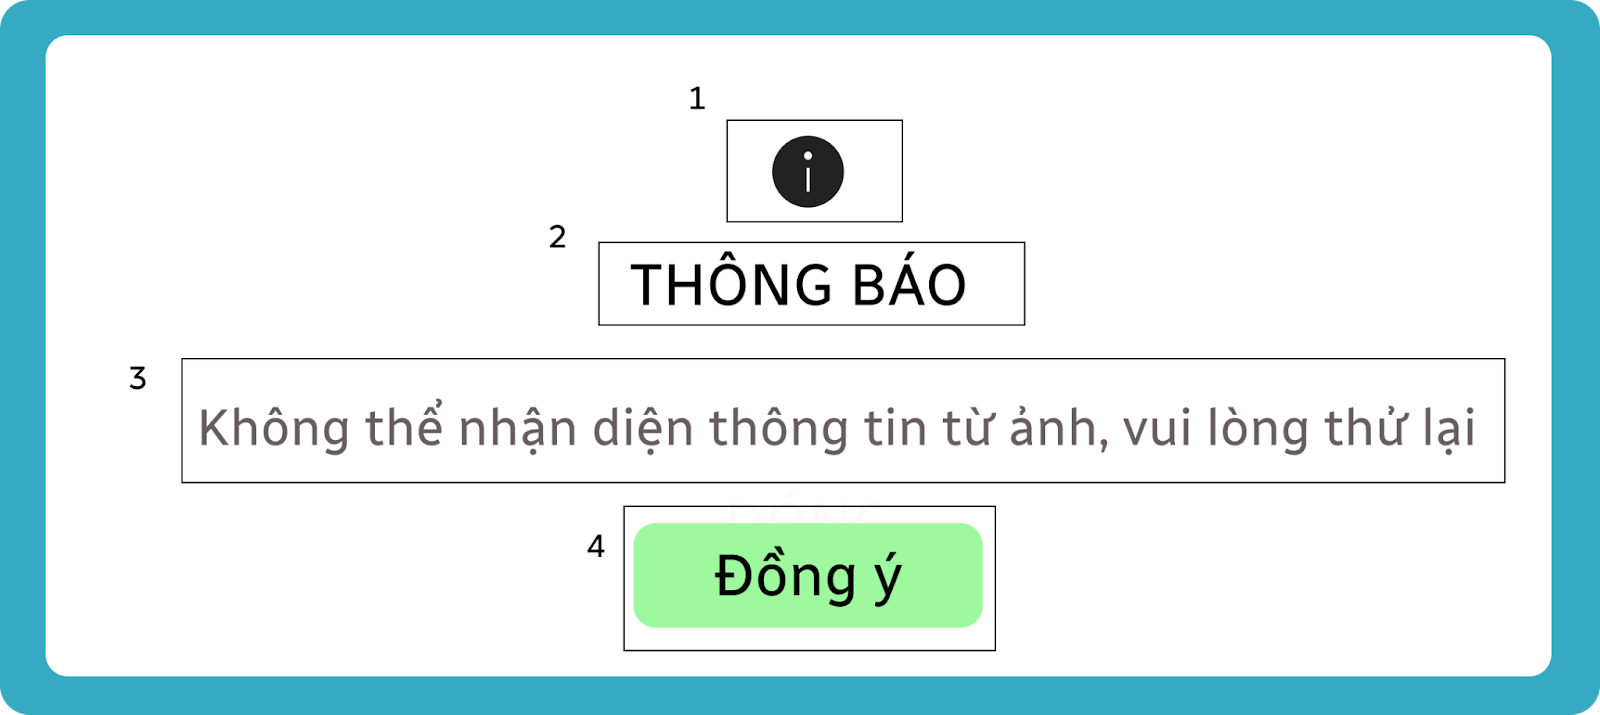 1
i
2
THÔNG BÁO
3
Không thể nhận diện thông tin từ ảnh, vui lòng thử lại
4
Đồng ý